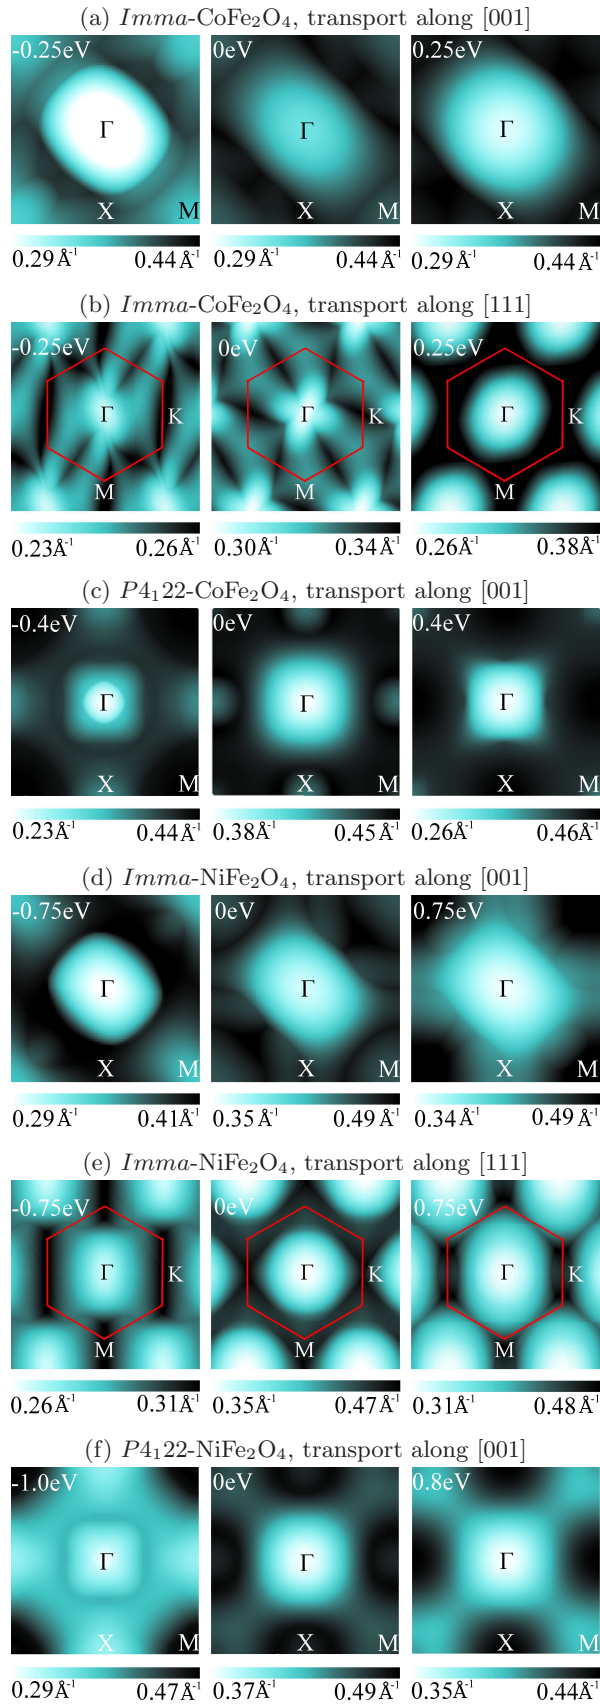 (a) Imma-CoFe₂O₄, transport along [001]
-0.25eV 0eV 0.25eV
Γ Γ Γ
X M X M X M
0.29Å⁻¹ 0.44Å⁻¹ 0.29Å⁻¹ 0.44Å⁻¹ 0.29Å⁻¹ 0.44Å⁻¹
(b) Imma-CoFe₂O₄, transport along [111]
-0.25eV 0eV 0.25eV
Γ K Γ K Γ K
M M M
0.23Å⁻¹ 0.26Å⁻¹ 0.30Å⁻¹ 0.34Å⁻¹ 0.26Å⁻¹ 0.38Å⁻¹
(c) P4₁22-CoFe₂O₄, transport along [001]
-0.4eV 0eV 0.4eV
Γ Γ Γ
X M X M X M
0.23Å⁻¹ 0.44Å⁻¹ 0.38Å⁻¹ 0.45Å⁻¹ 0.26Å⁻¹ 0.46Å⁻¹
(d) Imma-NiFe₂O₄, transport along [001]
-0.75eV 0eV 0.75eV
Γ Γ Γ
X M X M X M
0.29Å⁻¹ 0.41Å⁻¹ 0.35Å⁻¹ 0.49Å⁻¹ 0.34Å⁻¹ 0.49Å⁻¹
(e) Imma-NiFe₂O₄, transport along [111]
-0.75eV 0eV 0.75eV
Γ K Γ K Γ K
M M M
0.26Å⁻¹ 0.31Å⁻¹ 0.35Å⁻¹ 0.47Å⁻¹ 0.31Å⁻¹ 0.48Å⁻¹
(f) P4₁22-NiFe₂O₄, transport along [001]
-1.0eV 0eV 0.8eV
Γ Γ Γ
X M X M X M
0.29Å⁻¹ 0.47Å⁻¹ 0.37Å⁻¹ 0.49Å⁻¹ 0.35Å⁻¹ 0.44Å⁻¹